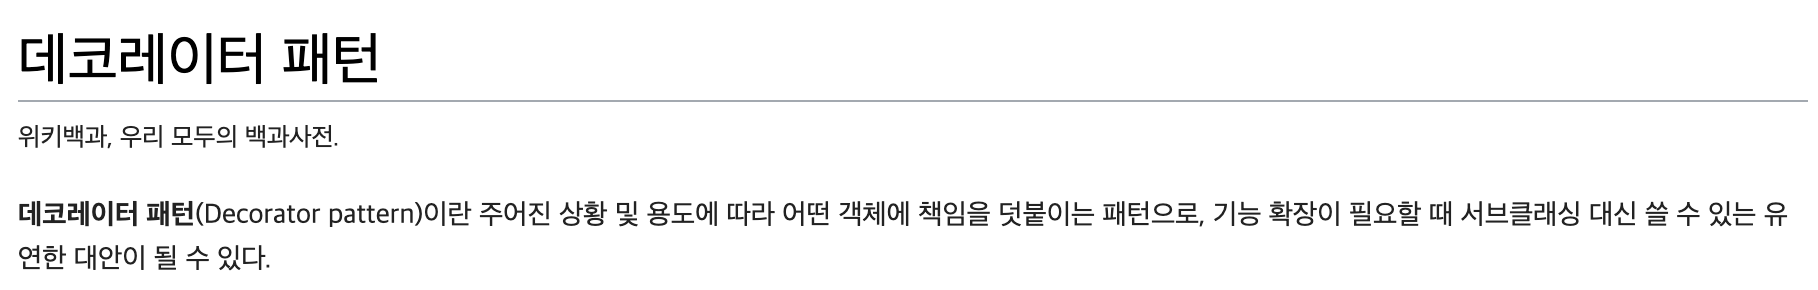 데코레이터 패턴
위키백과, 우리 모두의 백과사전.
데코레이터 패턴(Decorator pattern)이란 주어진 상황 및 용도에 따라 어떤 객체에 책임을 덧붙이는 패턴으로, 기능 확장이 필요할 때 서브클래싱 대신 쓸 수 있는 유
연한 대안이 될 수 있다.